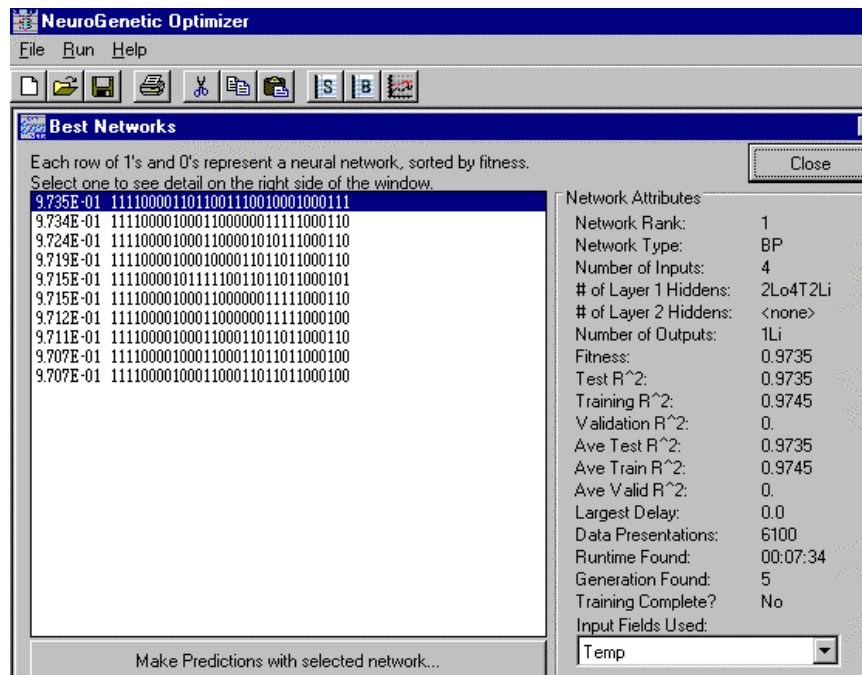 NeuroGenetic Optimizer
File Run Help
S B
Best Networks
Each row of 1's and 0's represent a neural network, sorted by fitness.
Select one to see detail on the right side of the window.
Close
9.735E-01 1111000011011001110010001000111
9.734E-01 1111000010001100000011111000110
9.724E-01 1111000010001100001010111000110
9.719E-01 1111000010001000011011011000110
9.715E-01 1111000010111110011011011000101
9.715E-01 1111000010001100000011111000110
9.712E-01 1111000010001100000011111000100
9.711E-01 1111000010001100011011011000110
9.707E-01 1111000010001100011011011000100
9.707E-01 1111000010001100011011011000100
Make Predictions with selected network...
Network Attributes
Network Rank: 1
Network Type: BP
Number of Inputs: 4
# of Layer 1 Hiddens: 2Lo4T2Li
# of Layer 2 Hiddens: <none>
Number of Outputs: 1Li
Fitness: 0.9735
Test R^2: 0.9735
Training R^2: 0.9745
Validation R^2: 0.
Ave Test R^2: 0.9735
Ave Train R^2: 0.9745
Ave Valid R^2: 0.
Largest Delay: 0.0
Data Presentations: 6100
Runtime Found: 00:07:34
Generation Found: 5
Training Complete? No
Input Fields Used:
Temp